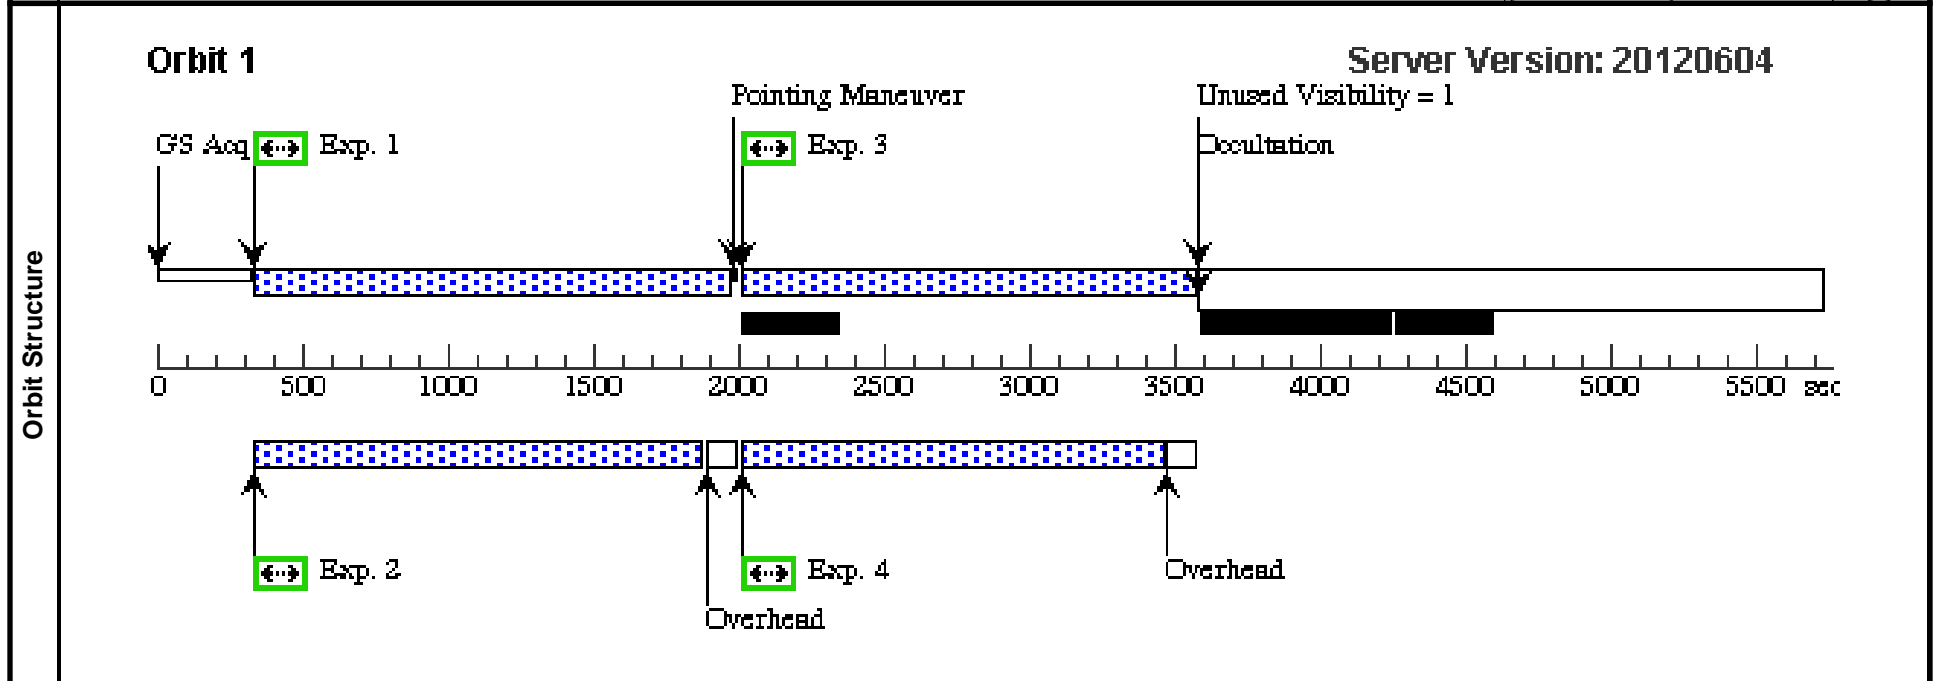 Orbit 1
Server Version: 20120604
Pointing Maneuver
Unused Visibility = 1
GS Acq
Exp. 1
Exp. 3
Occultation
Orbit Structure
0 500 1000 1500 2000 2500 3000 3500 4000 4500 5000 5500 sec
Exp. 2
Exp. 4
Overhead
Overhead